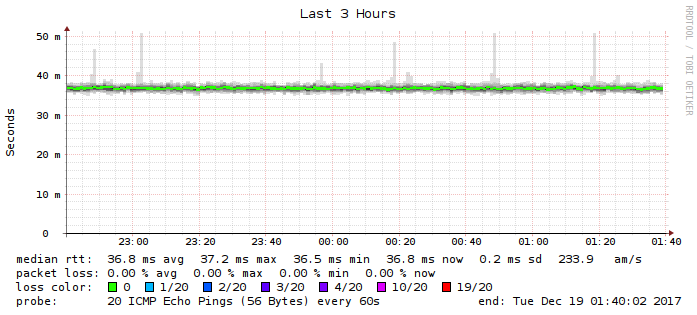 Last 3 Hours
RRDTOOL / TOBI OETIKER
Seconds
50 m
40 m
30 m
20 m
10 m
0
23:00 23:20 23:40 00:00 00:20 00:40 01:00 01:20 01:40
median rtt: 36.8 ms avg 37.2 ms max 36.5 ms min 36.8 ms now 0.2 ms sd 233.9 am/s
packet loss: 0.00 % avg 0.00 % max 0.00 % min 0.00 % now
loss color: 0 1/20 2/20 3/20 4/20 10/20 19/20
probe: 20 ICMP Echo Pings (56 Bytes) every 60s end: Tue Dec 19 01:40:02 2017